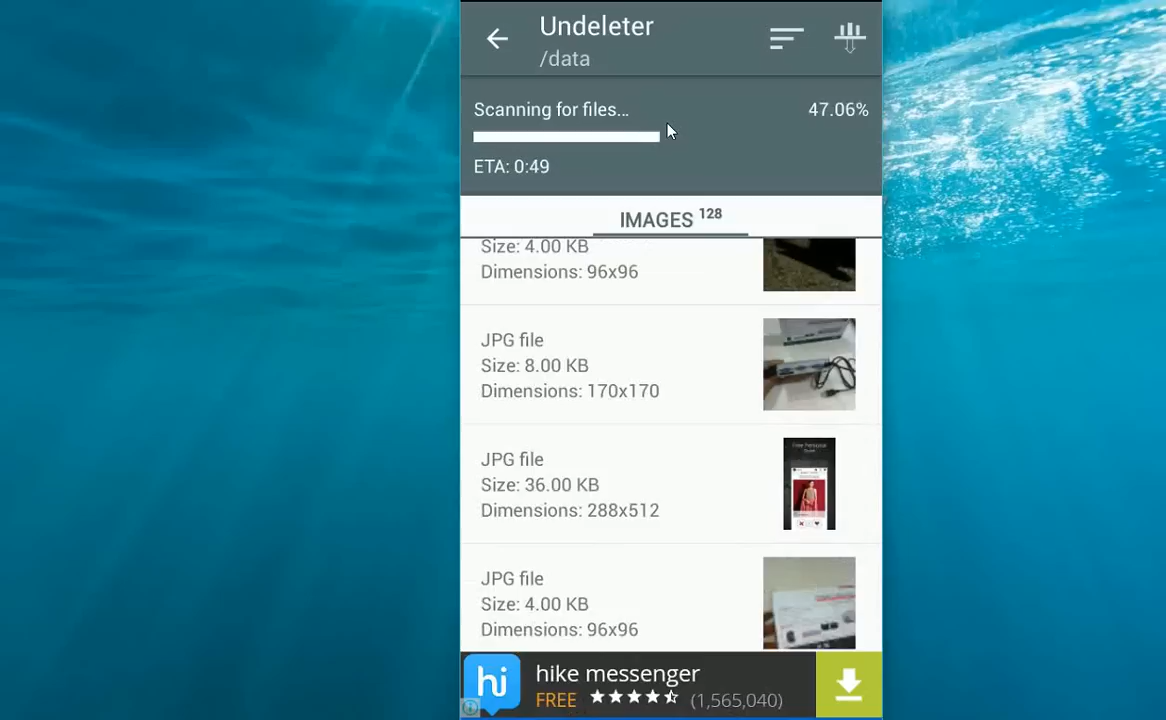 Undeleter
/data
Scanning for files...
47.06%
ETA: 0:49
IMAGES 128
Size: 4.00 KB
Dimensions: 96x96
JPG file
Size: 8.00 KB
Dimensions: 170x170
JPG file
Size: 36.00 KB
Dimensions: 288x512
JPG file
Size: 4.00 KB
Dimensions: 96x96
hi
hike messenger
FREE
(1,565,040)